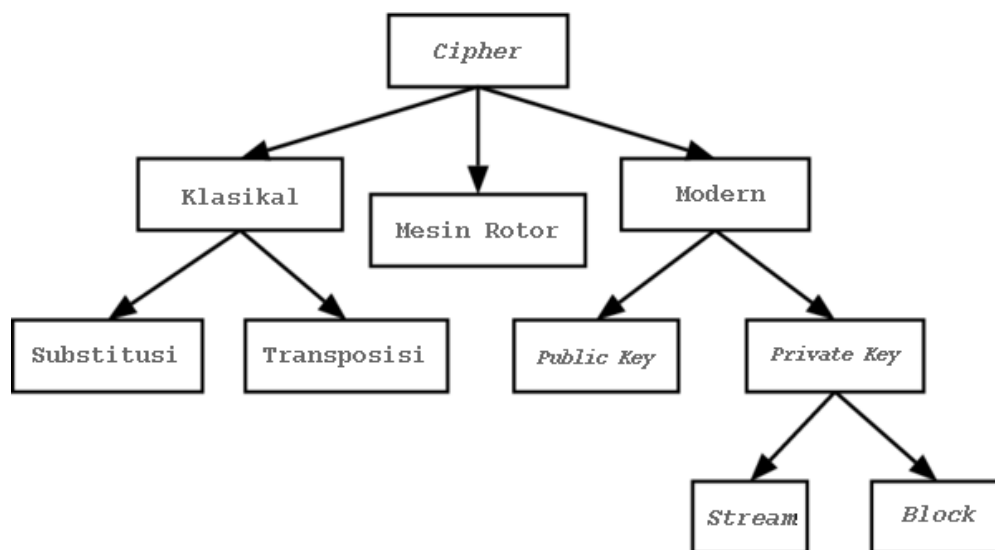 Cipher
Klasikal
Mesin Rotor
Modern
Substitusi
Transposisi
Public Key
Private Key
Stream
Block